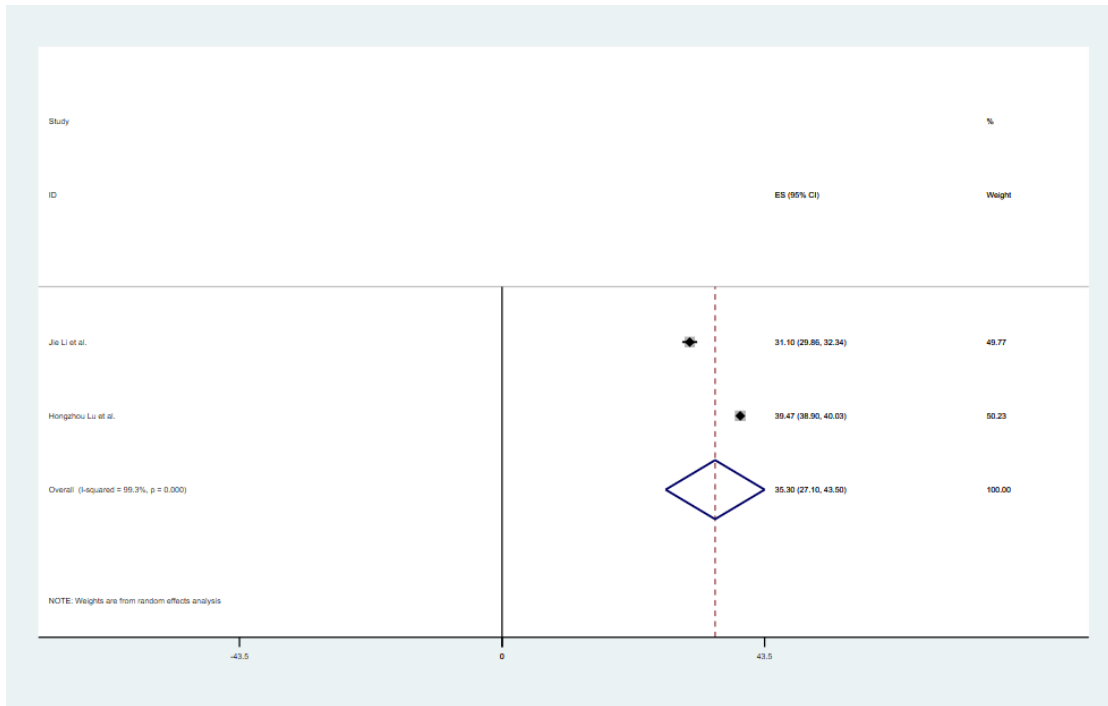 Study %
ID ES (95% CI) Weight
Jie Li et al. 31.10 (29.86, 32.34) 49.77
Hongzhou Lu et al. 39.47 (38.90, 40.03) 50.23
Overall (I-squared = 99.3%, p = 0.000) 35.30 (27.10, 43.50) 100.00
NOTE: Weights are from random effects analysis
-43.5 0 43.5